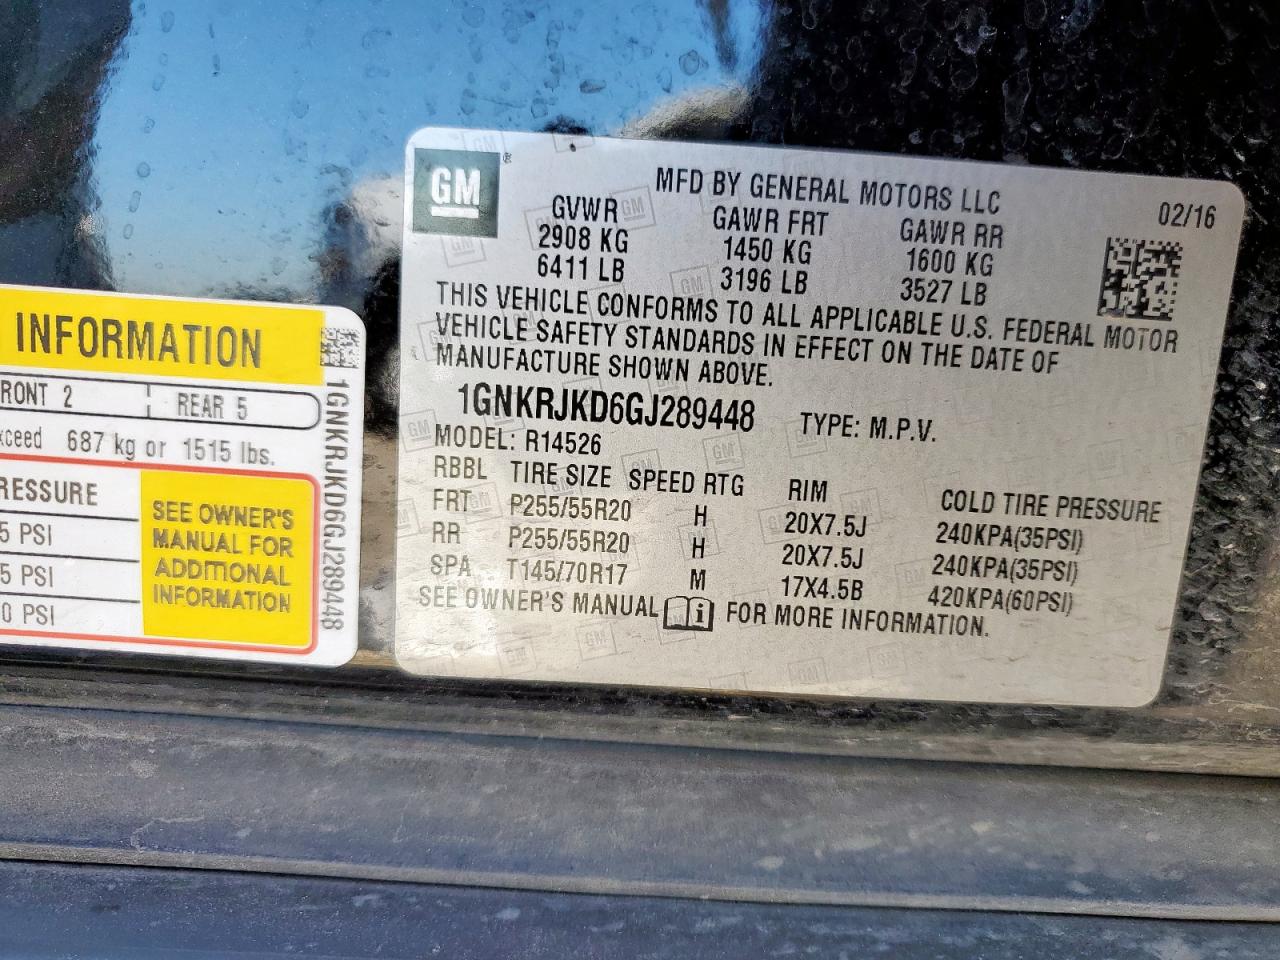 INFORMATION
RONT 2 REAR 5
xceed 687 kg or 1515 lbs.
RESSURE
5 PSI
5 PSI
0 PSI
SEE OWNER'S
MANUAL FOR
ADDITIONAL
INFORMATION
1GNKRJKD6GJ289448
GM ®
MFD BY GENERAL MOTORS LLC
02/16
GVWR GAWR FRT GAWR RR
2908 KG 1450 KG 1600 KG
6411 LB 3196 LB 3527 LB
THIS VEHICLE CONFORMS TO ALL APPLICABLE U.S. FEDERAL MOTOR
VEHICLE SAFETY STANDARDS IN EFFECT ON THE DATE OF
MANUFACTURE SHOWN ABOVE.
1GNKRJKD6GJ289448 TYPE: M.P.V.
MODEL: R14526
RBBL TIRE SIZE SPEED RTG RIM COLD TIRE PRESSURE
FRT P255/55R20 H 20X7.5J 240KPA(35PSI)
RR P255/55R20 H 20X7.5J 240KPA(35PSI)
SPA T145/70R17 M 17X4.5B 420KPA(60PSI)
SEE OWNER'S MANUAL i FOR MORE INFORMATION.